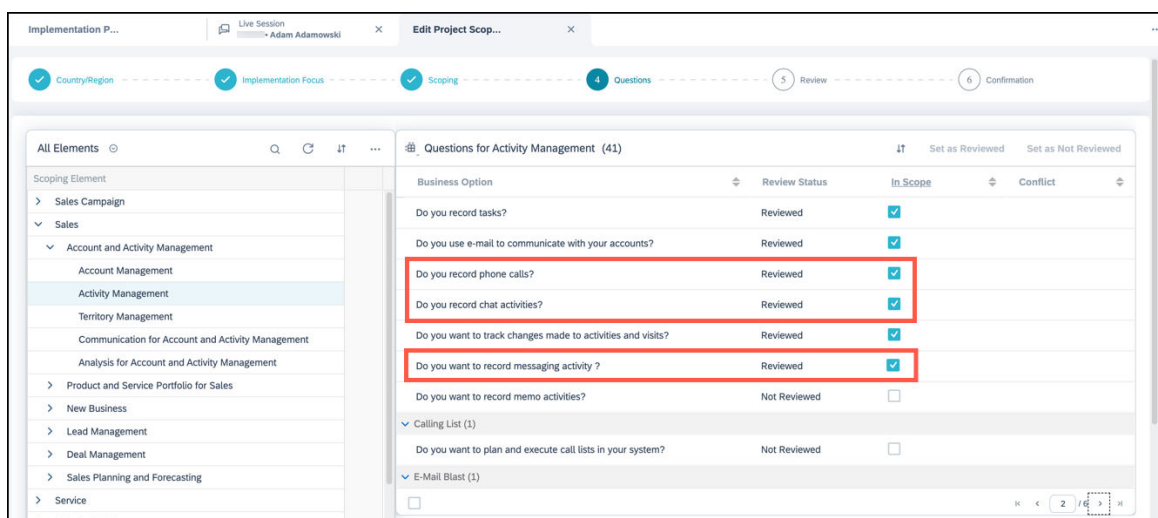 Implementation P...
Live Session
• Adam Adamowski
Edit Project Scop...
Country/Region
Implementation Focus
Scoping
4 Questions
5 Review
6 Confirmation
All Elements
Questions for Activity Management (41)
Set as Reviewed
Set as Not Reviewed
Scoping Element
Sales Campaign
Sales
Account and Activity Management
Account Management
Activity Management
Territory Management
Communication for Account and Activity Management
Analysis for Account and Activity Management
Product and Service Portfolio for Sales
New Business
Lead Management
Deal Management
Sales Planning and Forecasting
Service
Business Option Review Status In Scope Conflict
Do you record tasks? Reviewed
Do you use e-mail to communicate with your accounts? Reviewed
Do you record phone calls? Reviewed
Do you record chat activities? Reviewed
Do you want to track changes made to activities and visits? Reviewed
Do you want to record messaging activity ? Reviewed
Do you want to record memo activities? Not Reviewed
Calling List (1)
Do you want to plan and execute call lists in your system? Not Reviewed
E-Mail Blast (1)
2 / 6